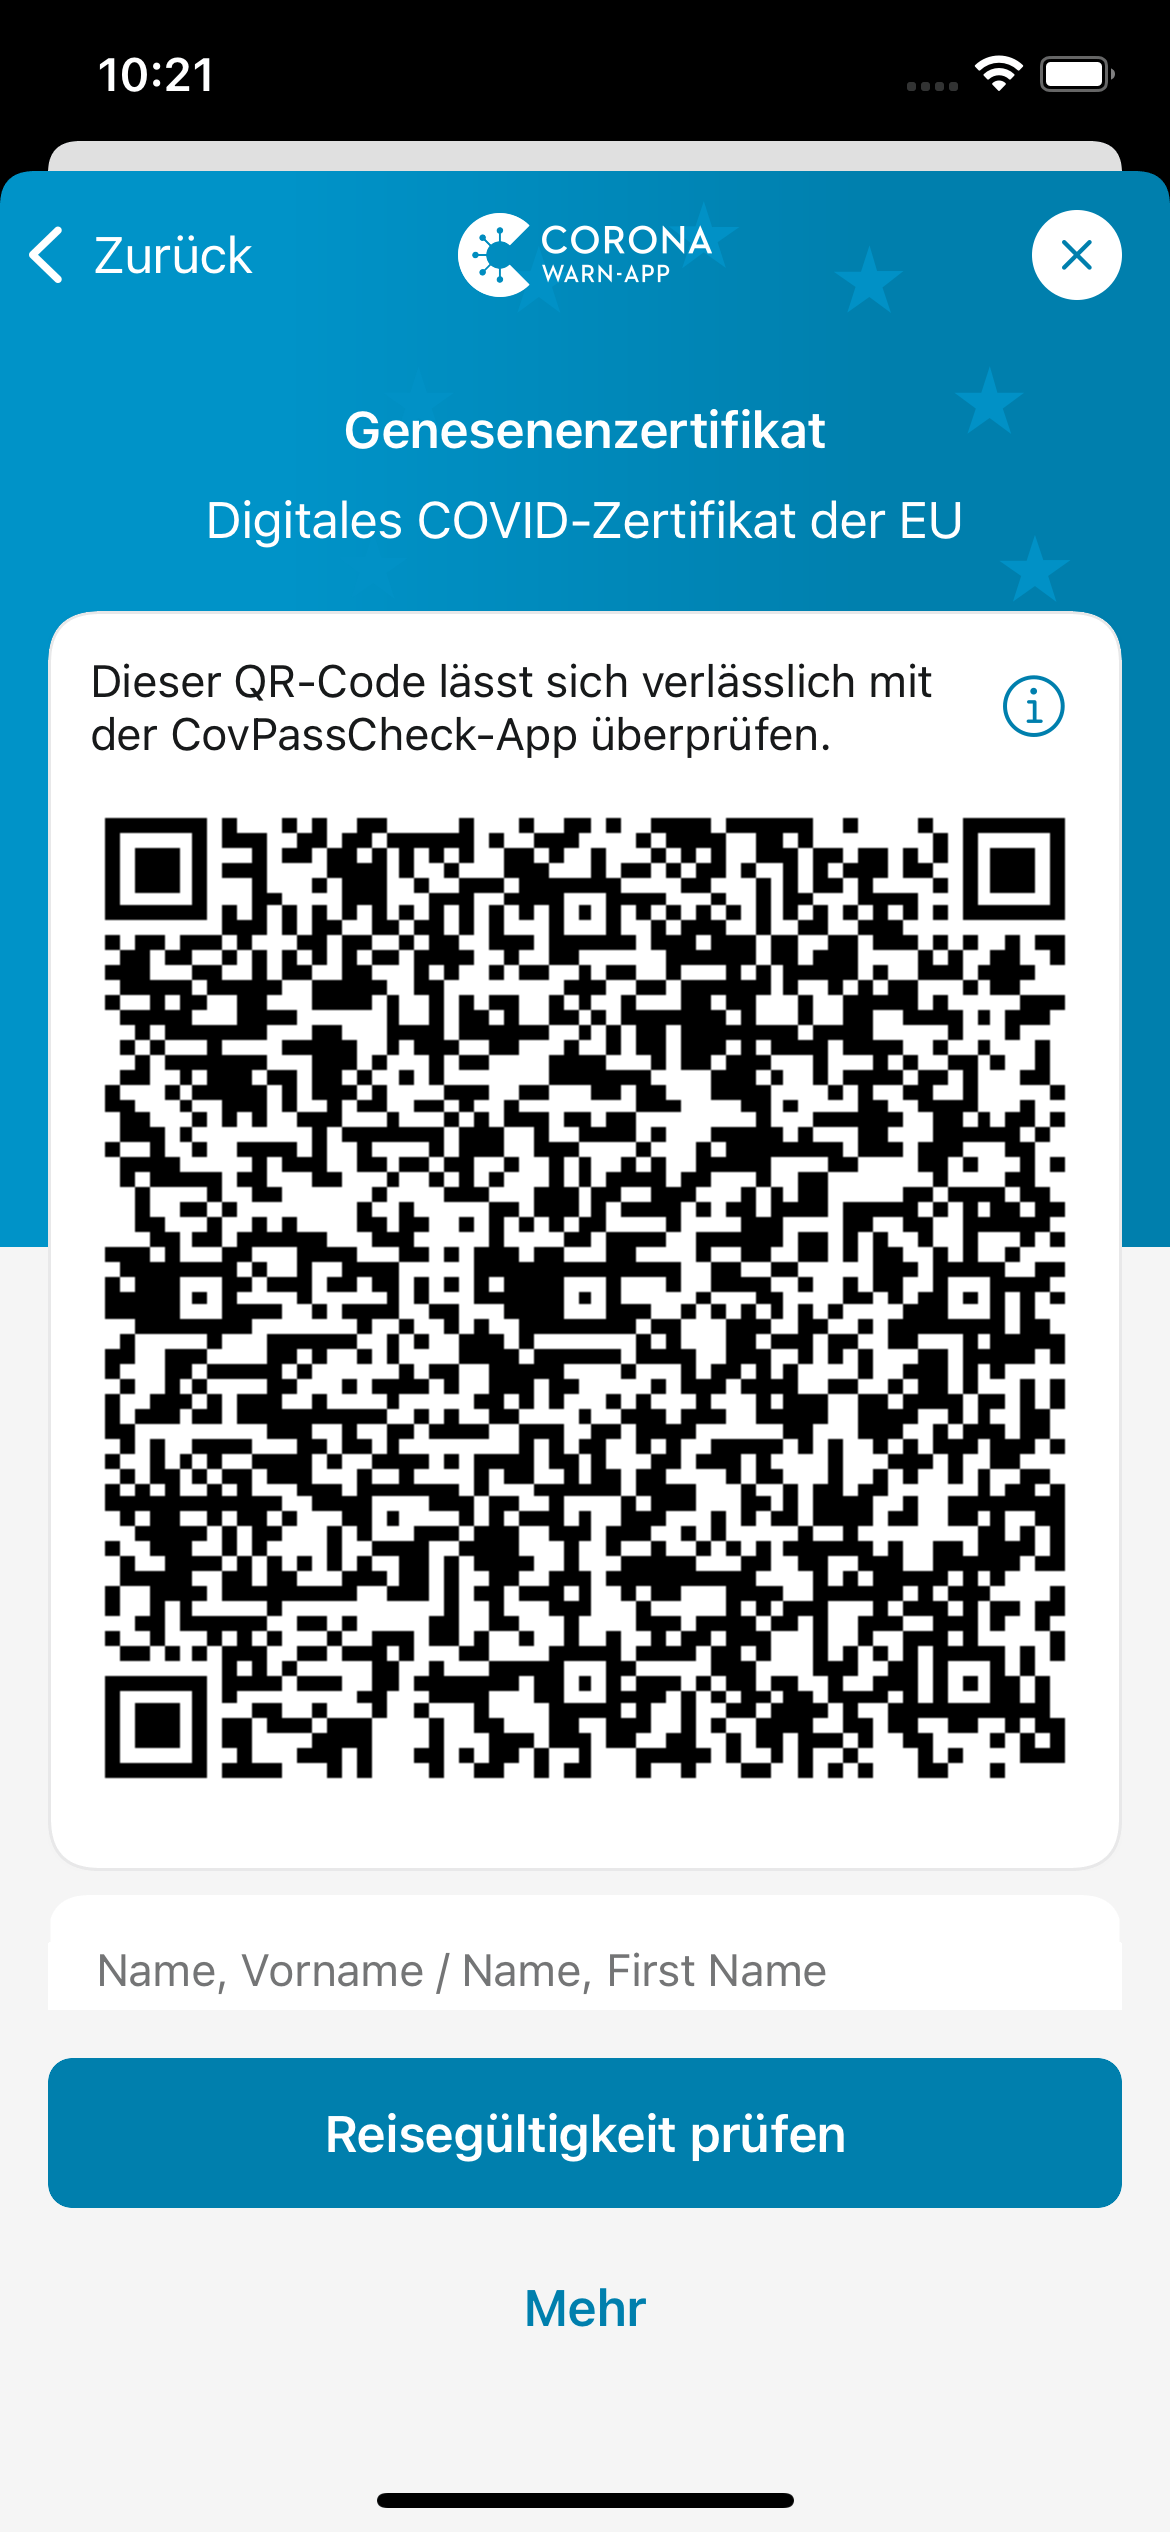 10:21
Zurück
CORONA
WARN-APP
Genesenenzertifikat
Digitales COVID-Zertifikat der EU
Dieser QR-Code lässt sich verlässlich mit
der CovPassCheck-App überprüfen.
Name, Vorname / Name, First Name
Reisegültigkeit prüfen
Mehr